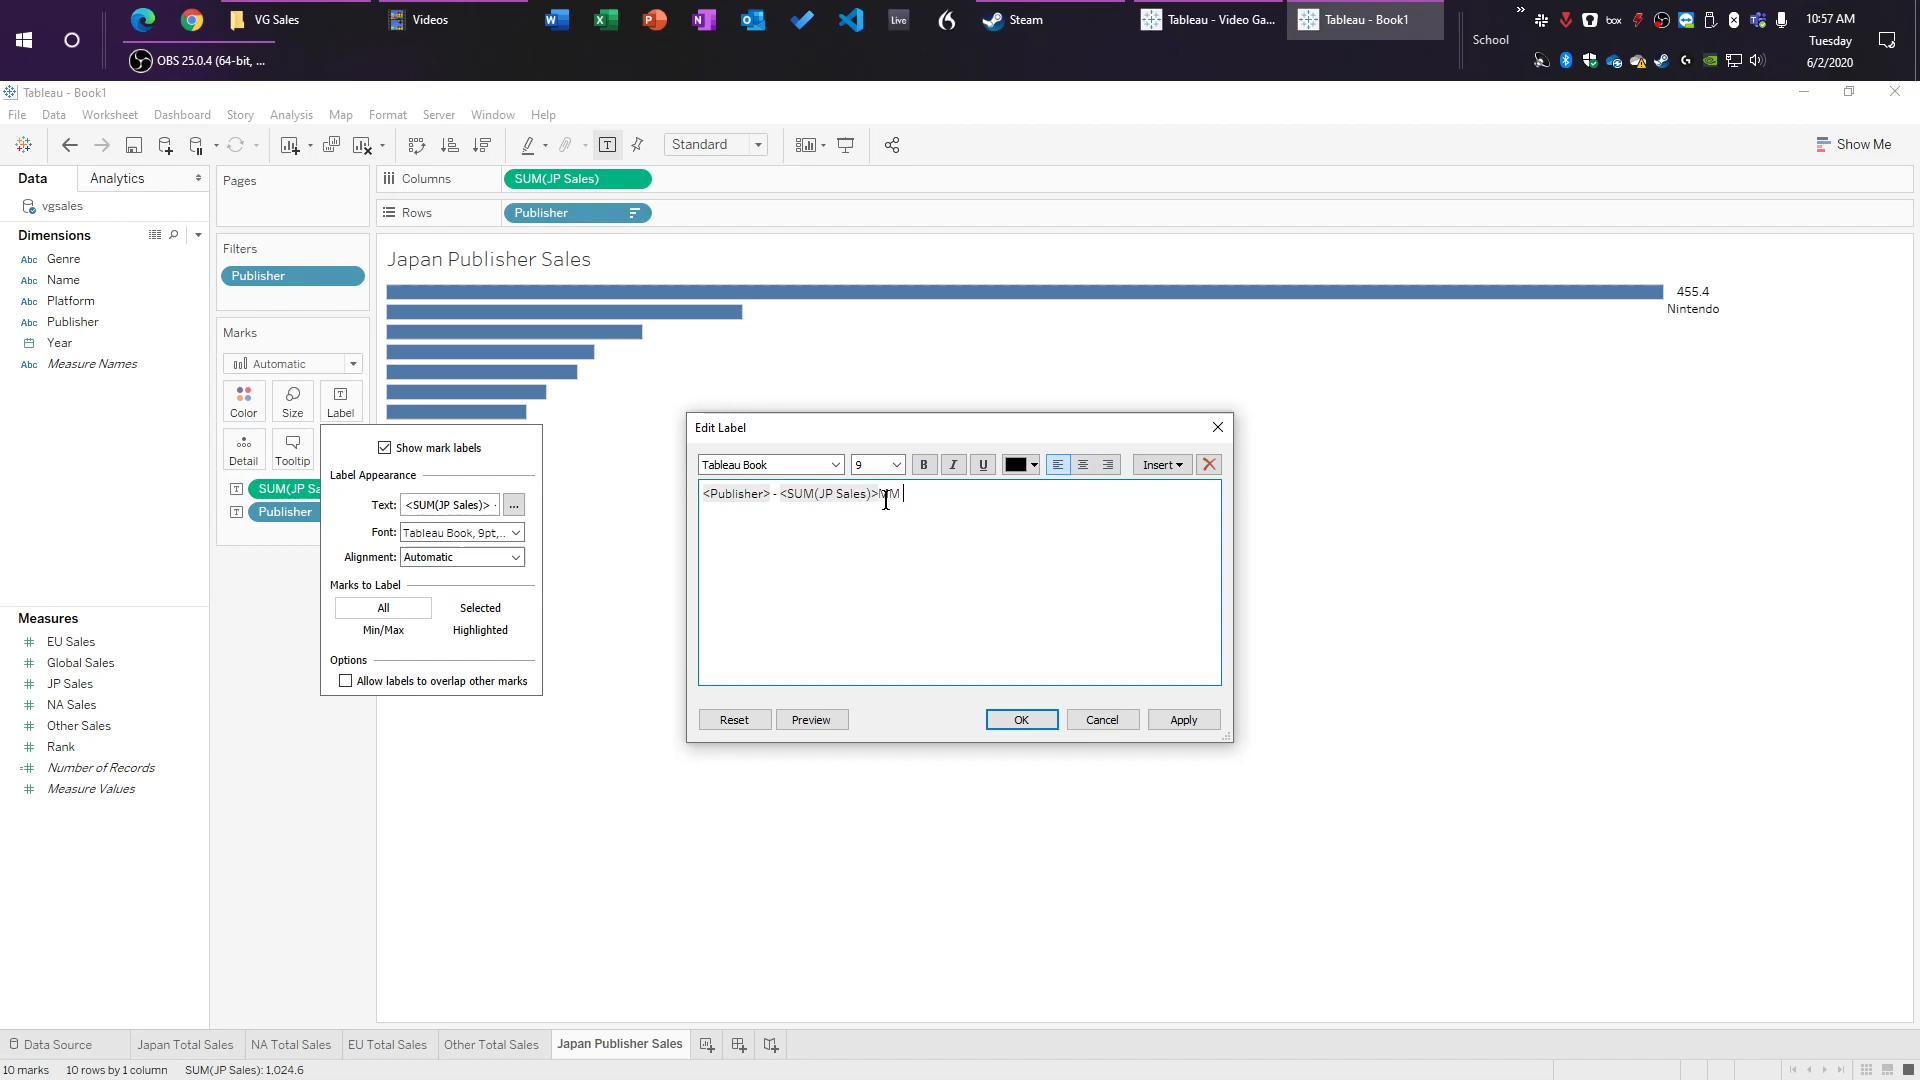 VG Sales
Videos
Live
Steam
Tableau - Video Ga...
Tableau - Book1
School
box
10:57 AM
Tuesday
6/2/2020
OBS 25.0.4 (64-bit, ...
Tableau - Book1
File Data Worksheet Dashboard Story Analysis Map Format Server Window Help
Standard
Show Me
Data
Analytics
vgsales
Dimensions
Abc Genre
Abc Name
Abc Platform
Abc Publisher
Year
Abc Measure Names
Measures
# EU Sales
# Global Sales
# JP Sales
# NA Sales
# Other Sales
# Rank
=# Number of Records
# Measure Values
Pages
Filters
Publisher
Marks
Automatic
Color Size Label
Detail Tooltip
SUM(JP Sa
Publisher
Columns
SUM(JP Sales)
Rows
Publisher
Japan Publisher Sales
455.4
Nintendo
Show mark labels
Label Appearance
Text: <SUM(JP Sales)> - ...
Font: Tableau Book, 9pt,...
Alignment: Automatic
Marks to Label
All Selected
Min/Max Highlighted
Options
Allow labels to overlap other marks
Edit Label
Tableau Book 9 B I U Insert
<Publisher> - <SUM(JP Sales)>MM
Reset Preview OK Cancel Apply
Data Source Japan Total Sales NA Total Sales EU Total Sales Other Total Sales Japan Publisher Sales
10 marks 10 rows by 1 column SUM(JP Sales): 1,024.6